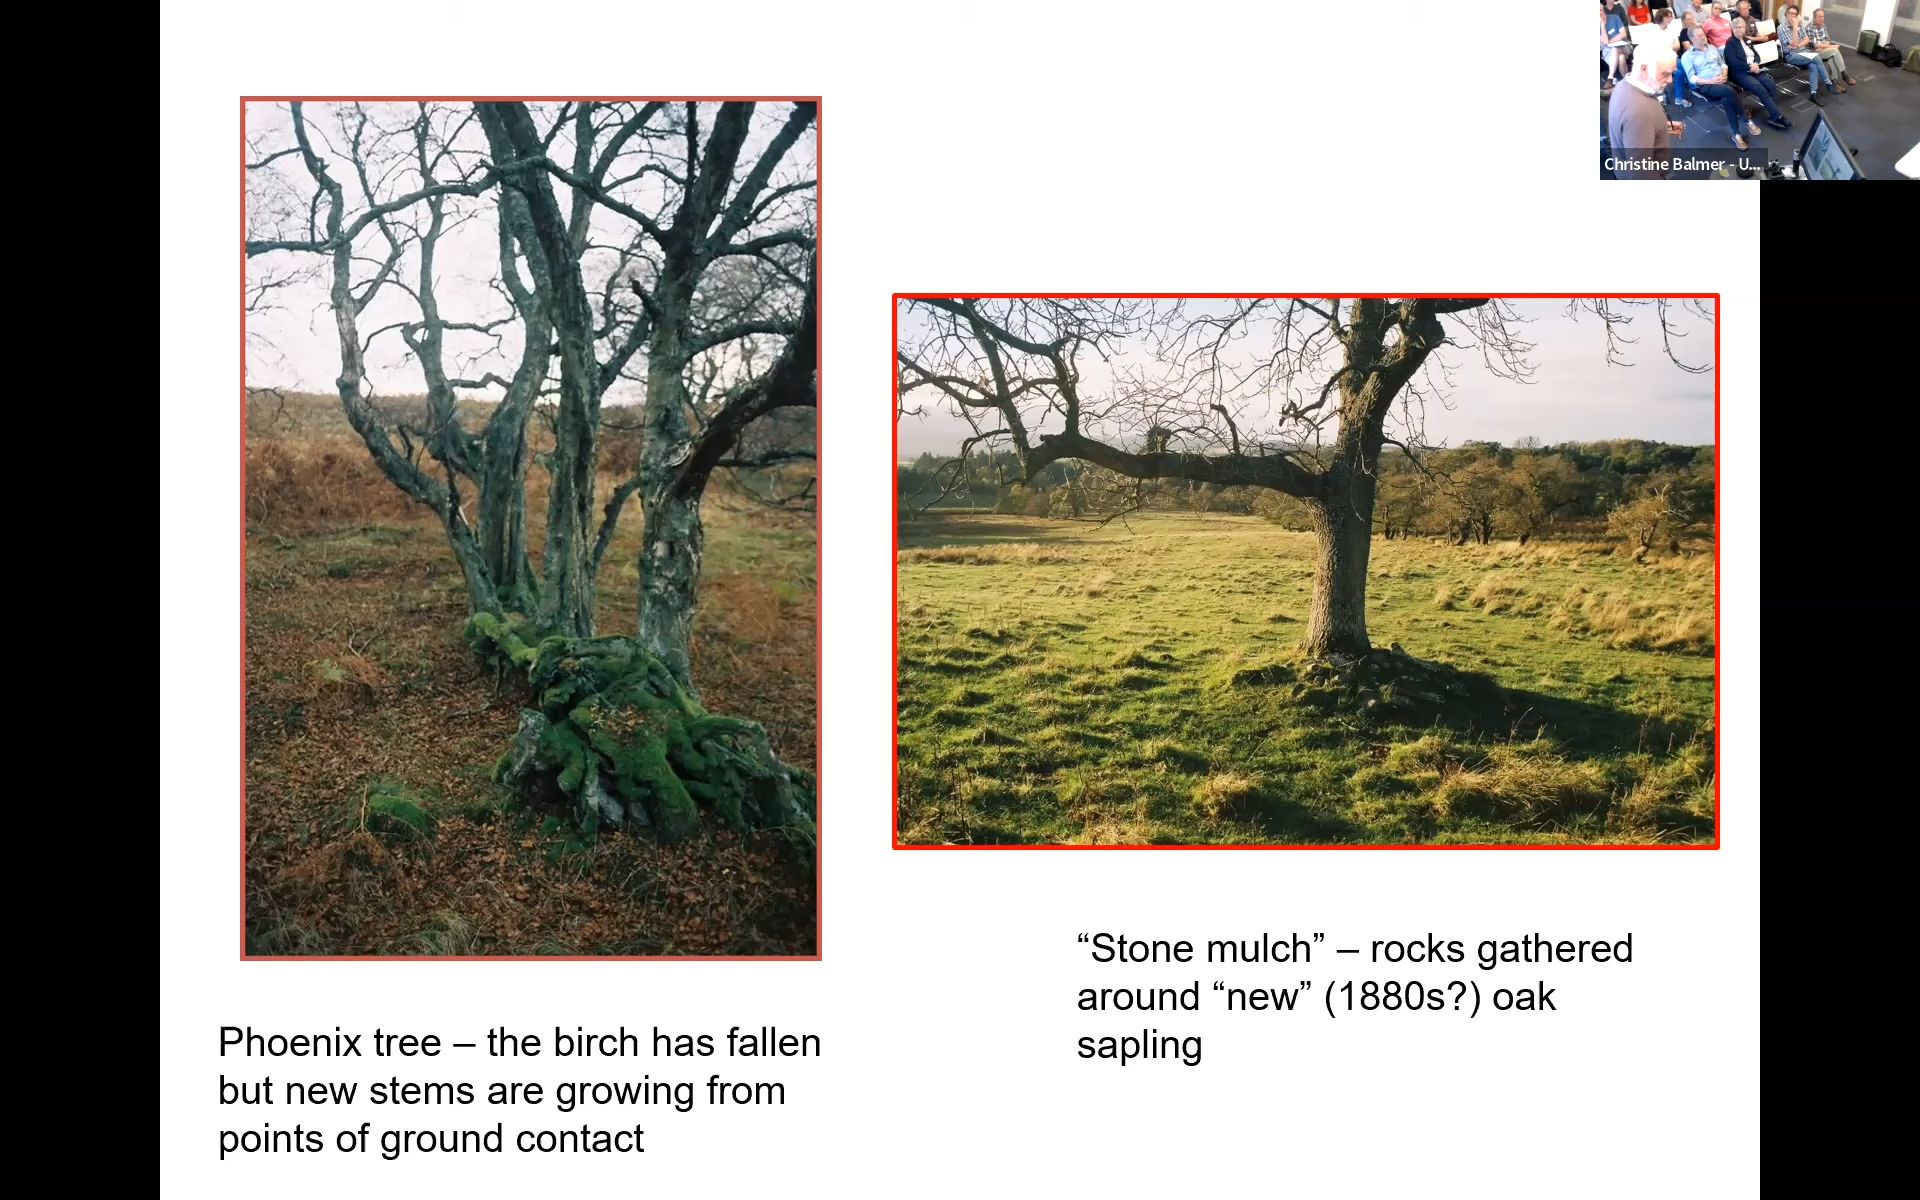 Christine Balmer - U...
Phoenix tree – the birch has fallen
but new stems are growing from
points of ground contact
“Stone mulch” – rocks gathered
around “new” (1880s?) oak
sapling